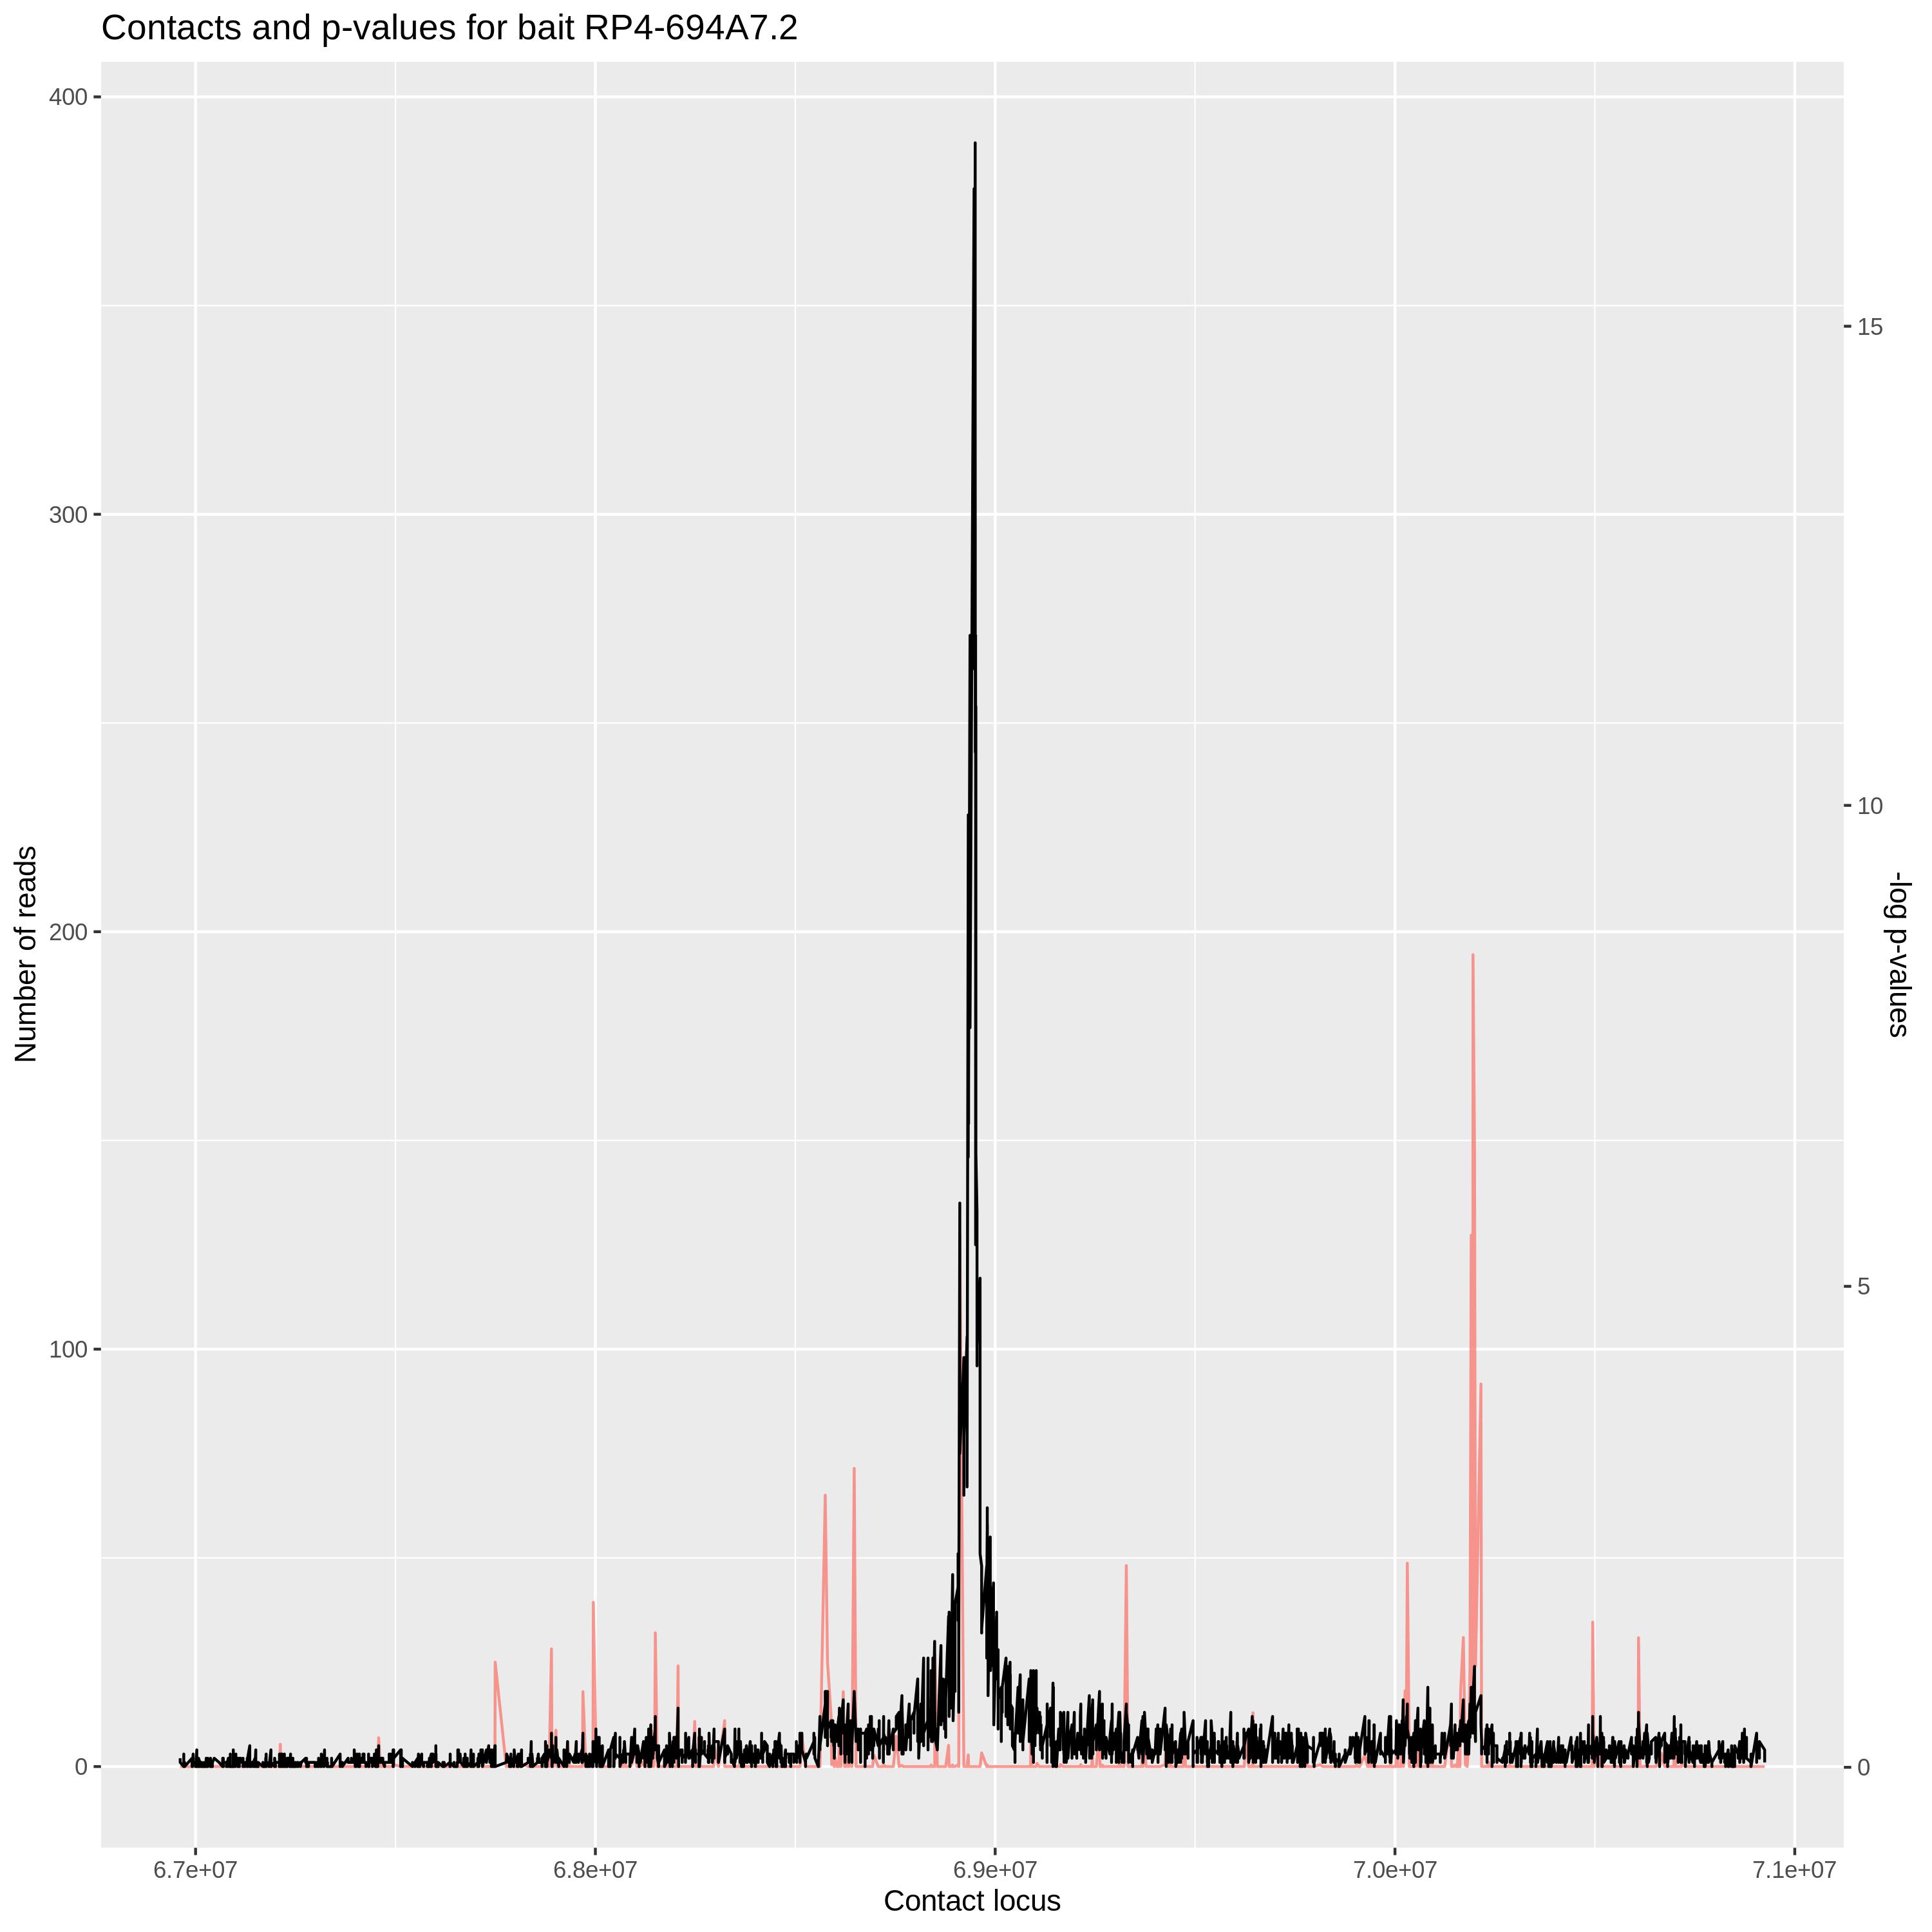 Contacts and p-values for bait RP4-694A7.2
400
300
200
100
0
Number of reads
15
10
5
0
-log p-values
6.7e+07
6.8e+07
6.9e+07
7.0e+07
7.1e+07
Contact locus